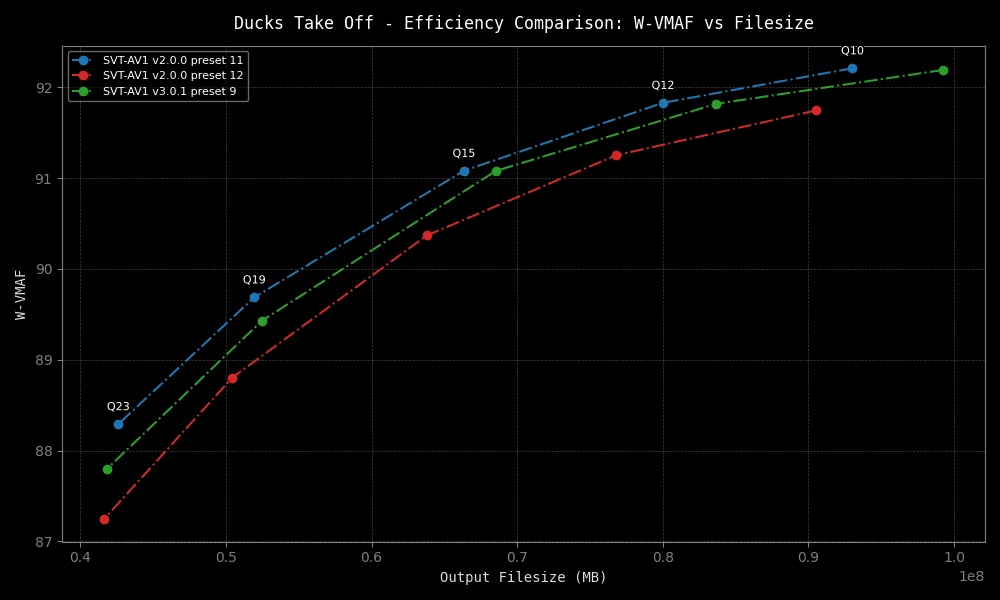 Ducks Take Off - Efficiency Comparison: W-VMAF vs Filesize
SVT-AV1 v2.0.0 preset 11
SVT-AV1 v2.0.0 preset 12
SVT-AV1 v3.0.1 preset 9
Q10
Q12
Q15
Q19
Q23
W-VMAF
92
91
90
89
88
87
0.4 0.5 0.6 0.7 0.8 0.9 1.0
1e8
Output Filesize (MB)